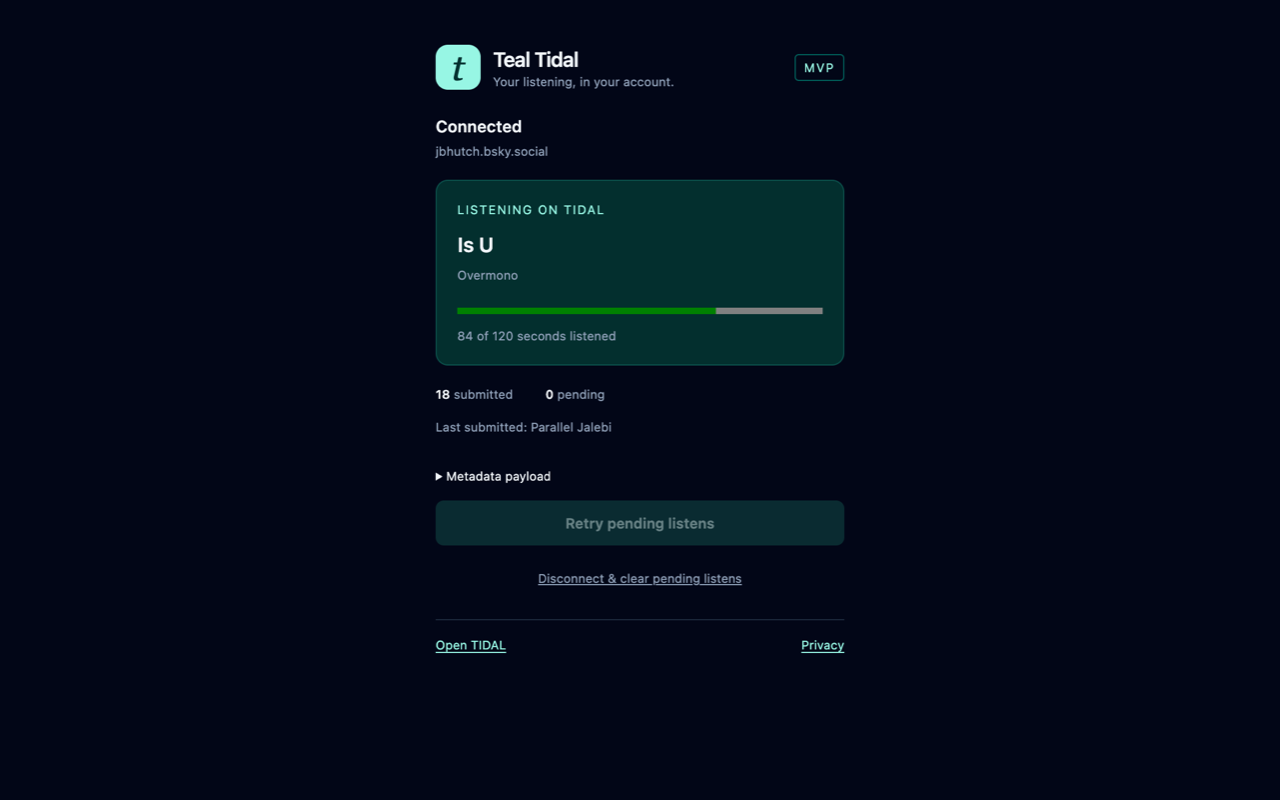 t
Teal Tidal
Your listening, in your account.
MVP
Connected
jbhutch.bsky.social
LISTENING ON TIDAL
Is U
Overmono
84 of 120 seconds listened
18 submitted 0 pending
Last submitted: Parallel Jalebi
Metadata payload
Retry pending listens
Disconnect & clear pending listens
Open TIDAL
Privacy